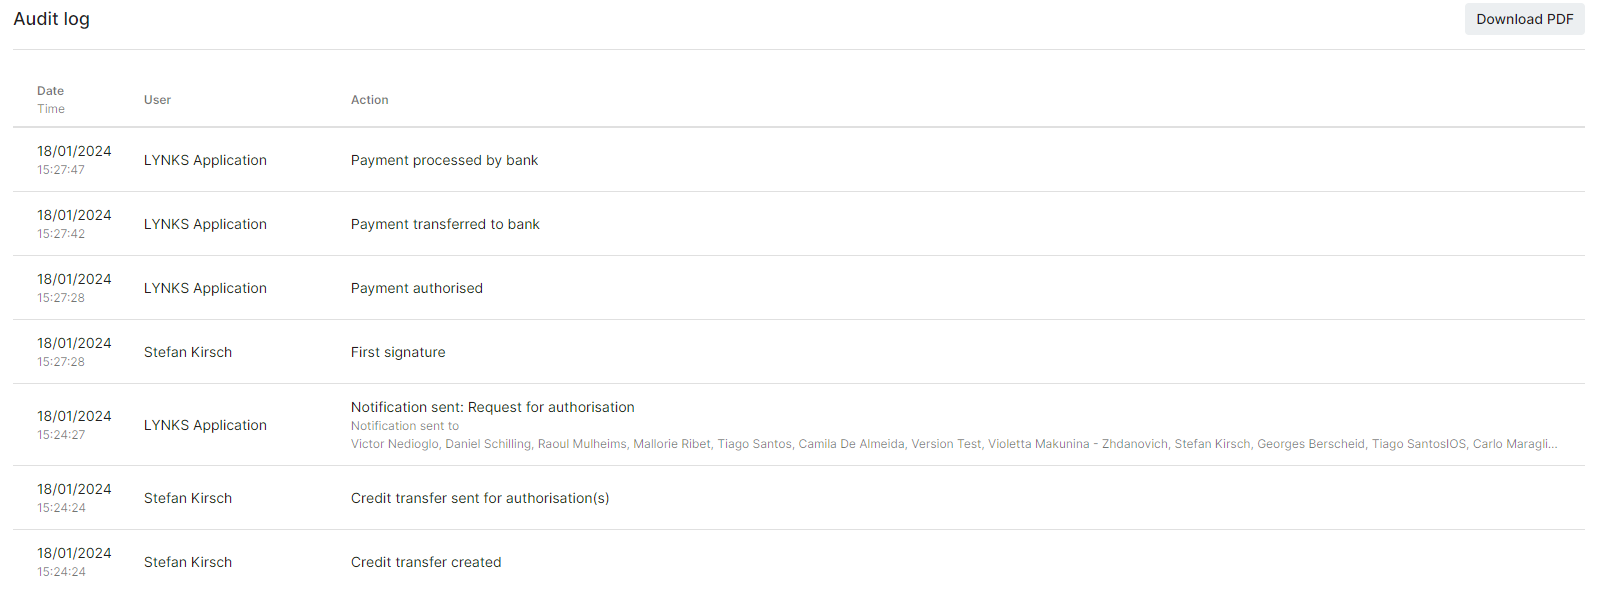 Audit log
Download PDF
Date
Time
User
Action
18/01/2024
15:27:47
LYNKS Application
Payment processed by bank
18/01/2024
15:27:42
LYNKS Application
Payment transferred to bank
18/01/2024
15:27:28
LYNKS Application
Payment authorised
18/01/2024
15:27:28
Stefan Kirsch
First signature
18/01/2024
15:24:27
LYNKS Application
Notification sent: Request for authorisation
Notification sent to
Victor Nedioglo, Daniel Schilling, Raoul Mulheims, Mallorie Ribet, Tiago Santos, Camila De Almeida, Version Test, Violetta Makunina - Zhdanovich, Stefan Kirsch, Georges Berscheid, Tiago SantosIOS, Carlo Maragli...
18/01/2024
15:24:24
Stefan Kirsch
Credit transfer sent for authorisation(s)
18/01/2024
15:24:24
Stefan Kirsch
Credit transfer created